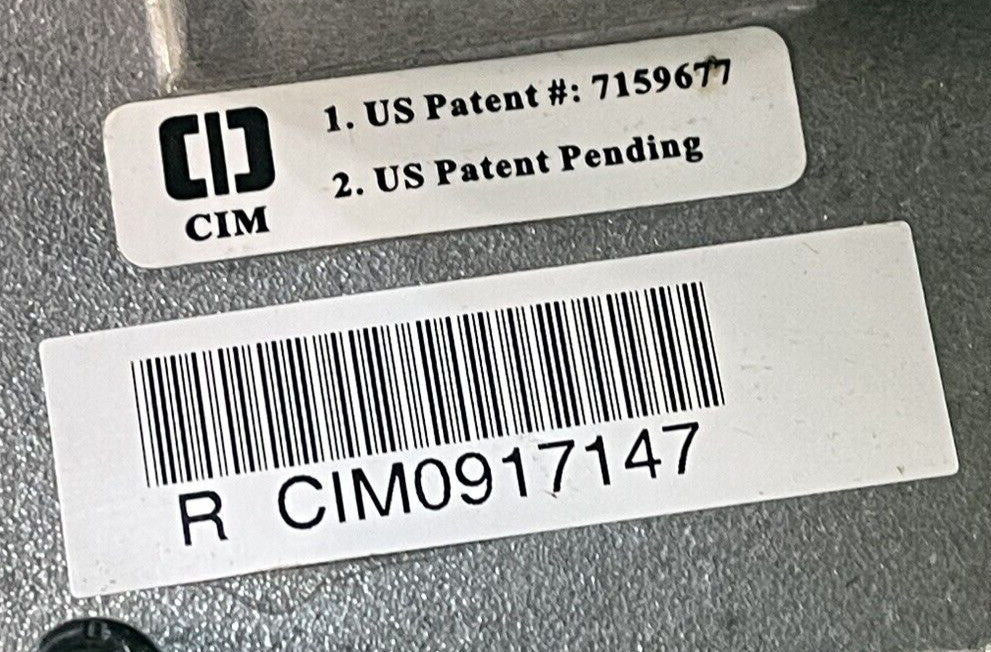 1. US Patent #: 7159677
2. US Patent Pending
CIM
R CIM0917147